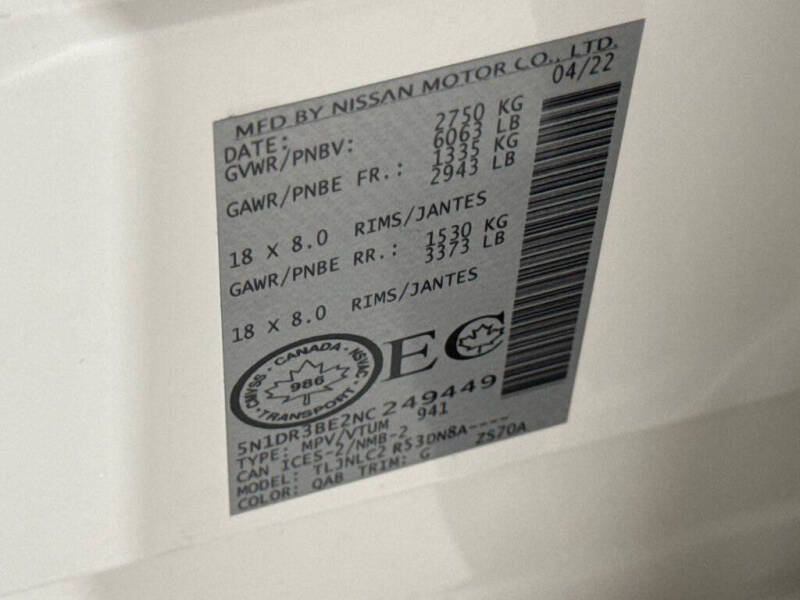 MFD BY NISSAN MOTOR CO., LTD.
DATE: 04/22
GVWR/PNBV: 2750 KG
6063 LB
GAWR/PNBE FR.: 1335 KG
2943 LB
18 X 8.0 RIMS/JANTES
GAWR/PNBE RR.: 1530 KG
3373 LB
18 X 8.0 RIMS/JANTES
CMVSS · CANADA · NSVAC
986
TRANSPORT
EC
5N1DR3BE2NC249449
TYPE: MPV/VTUM 941
CAN ICES-2/NMB-2
MODEL: TLJNLC2 R530N8A----
COLOR: QAB TRIM: G ZS70A